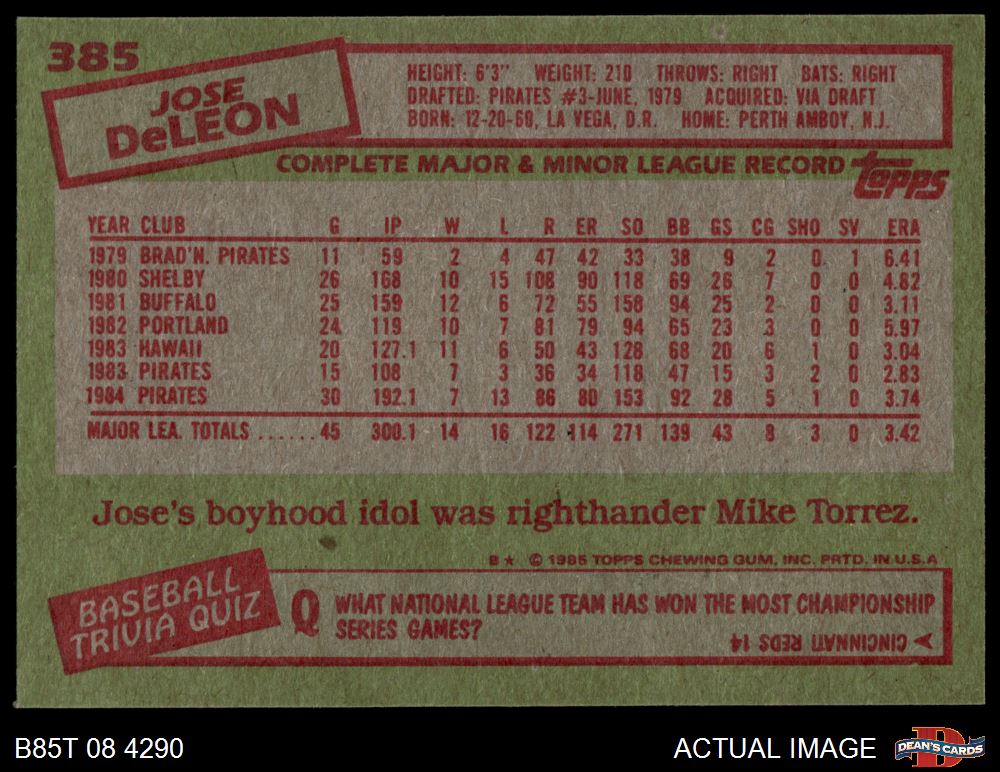 385
JOSE
DeLEON
HEIGHT: 6'3" WEIGHT: 210 THROWS: RIGHT BATS: RIGHT
DRAFTED: PIRATES #3-JUNE, 1979 ACQUIRED: VIA DRAFT
BORN: 12-20-60, LA VEGA, D.R. HOME: PERTH AMBOY, N.J.
COMPLETE MAJOR & MINOR LEAGUE RECORD
topps
YEAR CLUB G IP W L R ER SO BB GS CG SHO SV ERA
1979 BRAD'N. PIRATES 11 59 2 4 47 42 33 38 9 2 0 1 6.41
1980 SHELBY 26 168 10 15 108 90 118 69 26 7 0 0 4.82
1981 BUFFALO 25 159 12 6 72 55 158 94 25 2 0 0 3.11
1982 PORTLAND 24 119 10 7 81 79 94 65 23 3 0 0 5.97
1983 HAWAII 20 127.1 11 6 50 43 128 68 20 6 1 0 3.04
1983 PIRATES 15 108 7 3 36 34 118 47 15 3 2 0 2.83
1984 PIRATES 30 192.1 7 13 86 80 153 92 28 5 1 0 3.74
MAJOR LEA. TOTALS ...... 45 300.1 14 16 122 114 271 139 43 8 3 0 3.42
Jose's boyhood idol was righthander Mike Torrez.
B★ © 1985 TOPPS CHEWING GUM, INC. PRTD. IN U.S.A
BASEBALL
TRIVIA QUIZ
Q WHAT NATIONAL LEAGUE TEAM HAS WON THE MOST CHAMPIONSHIP
SERIES GAMES?
CINCINNATI REDS 14
B85T 08 4290
ACTUAL IMAGE
D
DEAN'S CARDS